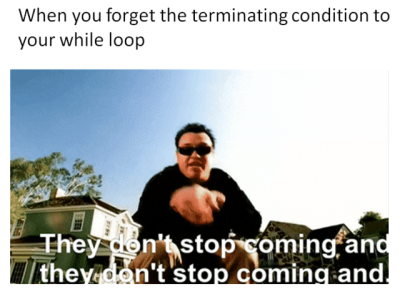 When you forget the terminating condition to
your while loop
They don't stop coming and
they don't stop coming and.